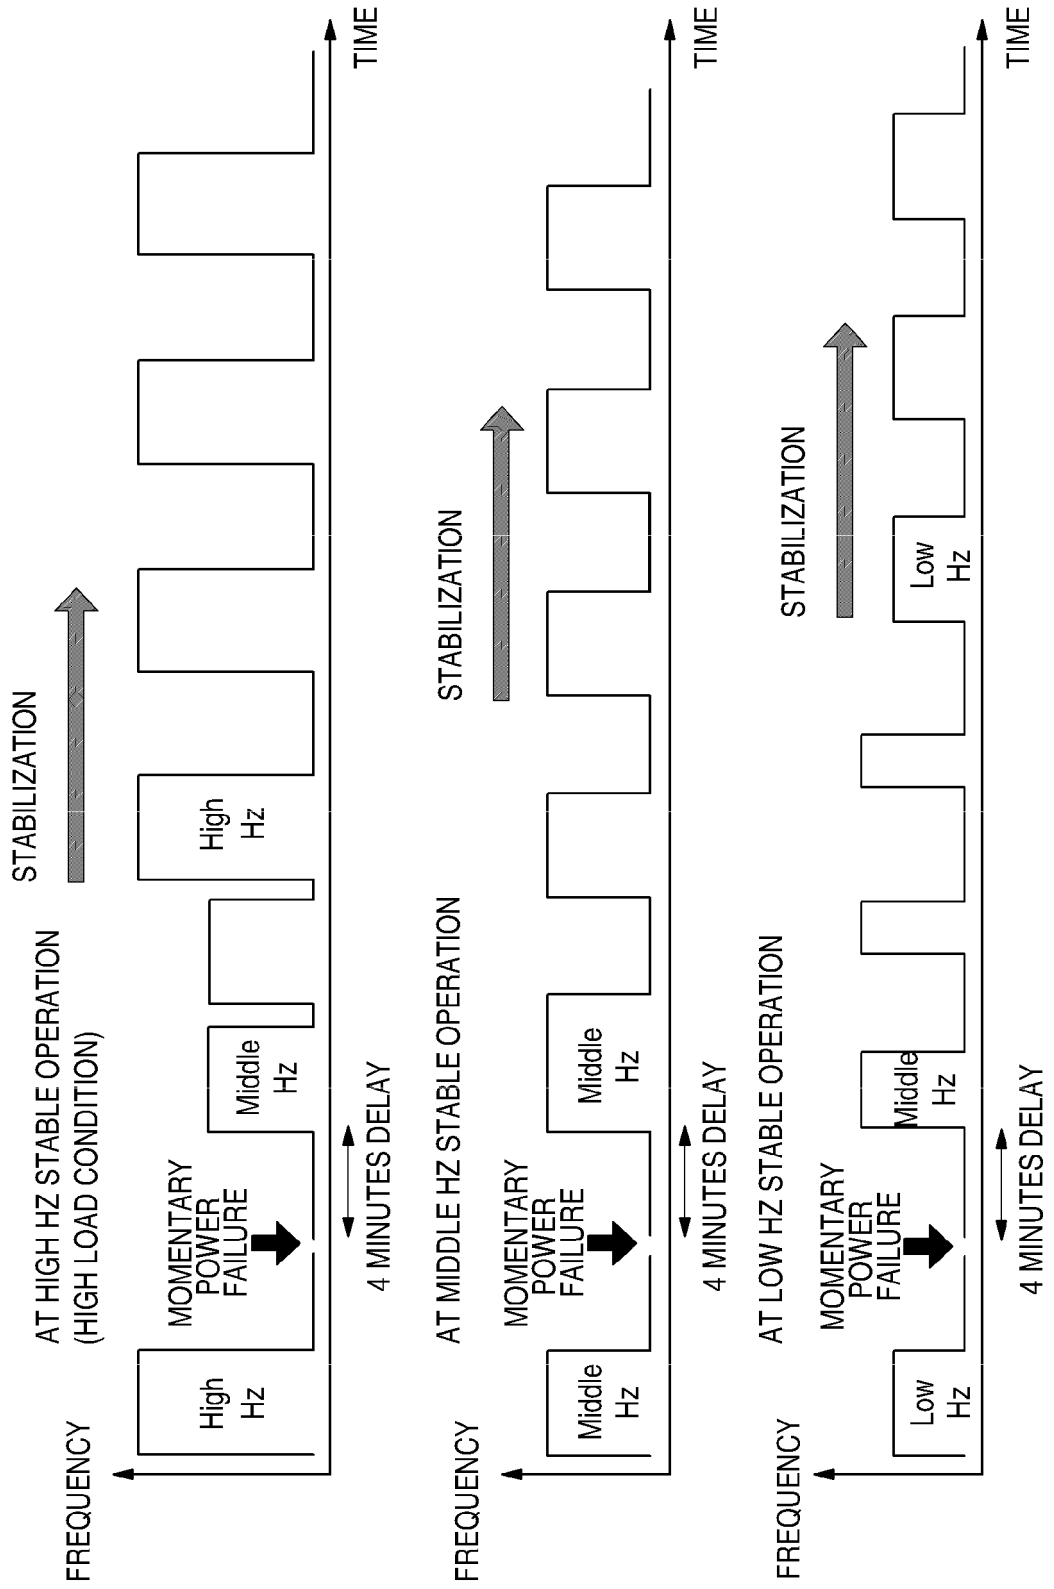 AT HIGH HZ STABLE OPERATION
(HIGH LOAD CONDITION)
STABILIZATION
FREQUENCY
High
Hz
MOMENTARY
POWER
FAILURE
Middle
Hz
High
Hz
4 MINUTES DELAY
TIME
AT MIDDLE HZ STABLE OPERATION
STABILIZATION
FREQUENCY
Middle
Hz
MOMENTARY
POWER
FAILURE
Middle
Hz
4 MINUTES DELAY
TIME
AT LOW HZ STABLE OPERATION
STABILIZATION
FREQUENCY
Low
Hz
MOMENTARY
POWER
FAILURE
Middle
Hz
Low
Hz
4 MINUTES DELAY
TIME